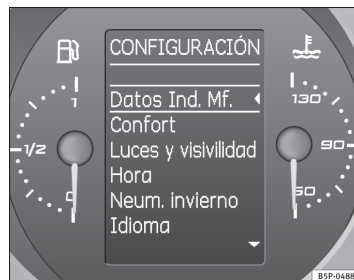 CONFIGURACIÓN
Datos Ind. Mf.
Confort
Luces y visivilidad
Hora
Neum. invierno
Idioma
1
1/2
0
130
90
50
B5P-0488